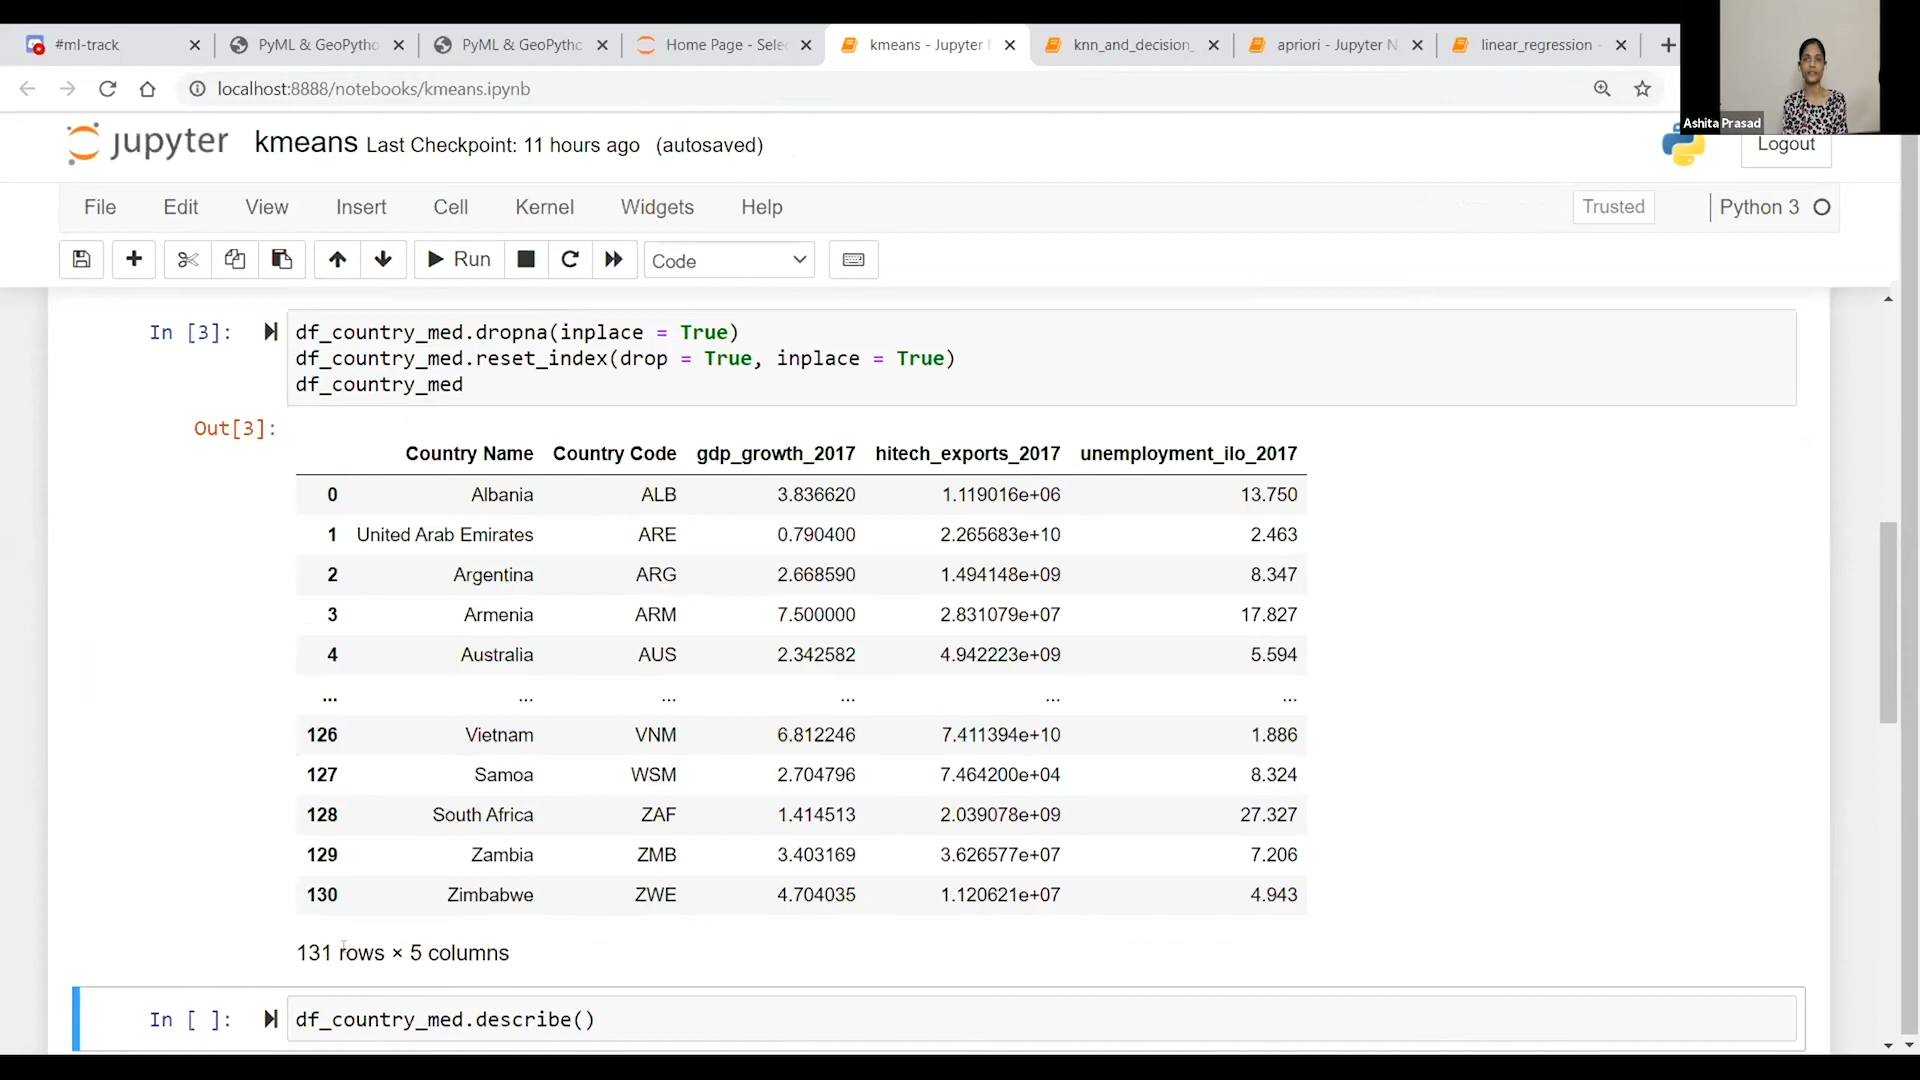 #ml-track
PyML & GeoPytho
PyML & GeoPythc
Home Page - Selec
kmeans - Jupyter N
knn_and_decision_
apriori - Jupyter N
linear_regression -
localhost:8888/notebooks/kmeans.ipynb
Ashita Prasad
jupyter kmeans Last Checkpoint: 11 hours ago (autosaved)
Logout
File Edit View Insert Cell Kernel Widgets Help Trusted Python 3
Run Code
In [3]: df_country_med.dropna(inplace = True)
df_country_med.reset_index(drop = True, inplace = True)
df_country_med
Out[3]:
Country Name Country Code gdp_growth_2017 hitech_exports_2017 unemployment_ilo_2017
0 Albania ALB 3.836620 1.119016e+06 13.750
1 United Arab Emirates ARE 0.790400 2.265683e+10 2.463
2 Argentina ARG 2.668590 1.494148e+09 8.347
3 Armenia ARM 7.500000 2.831079e+07 17.827
4 Australia AUS 2.342582 4.942223e+09 5.594
... ... ... ... ... ...
126 Vietnam VNM 6.812246 7.411394e+10 1.886
127 Samoa WSM 2.704796 7.464200e+04 8.324
128 South Africa ZAF 1.414513 2.039078e+09 27.327
129 Zambia ZMB 3.403169 3.626577e+07 7.206
130 Zimbabwe ZWE 4.704035 1.120621e+07 4.943
131 rows × 5 columns
In [ ]: df_country_med.describe()